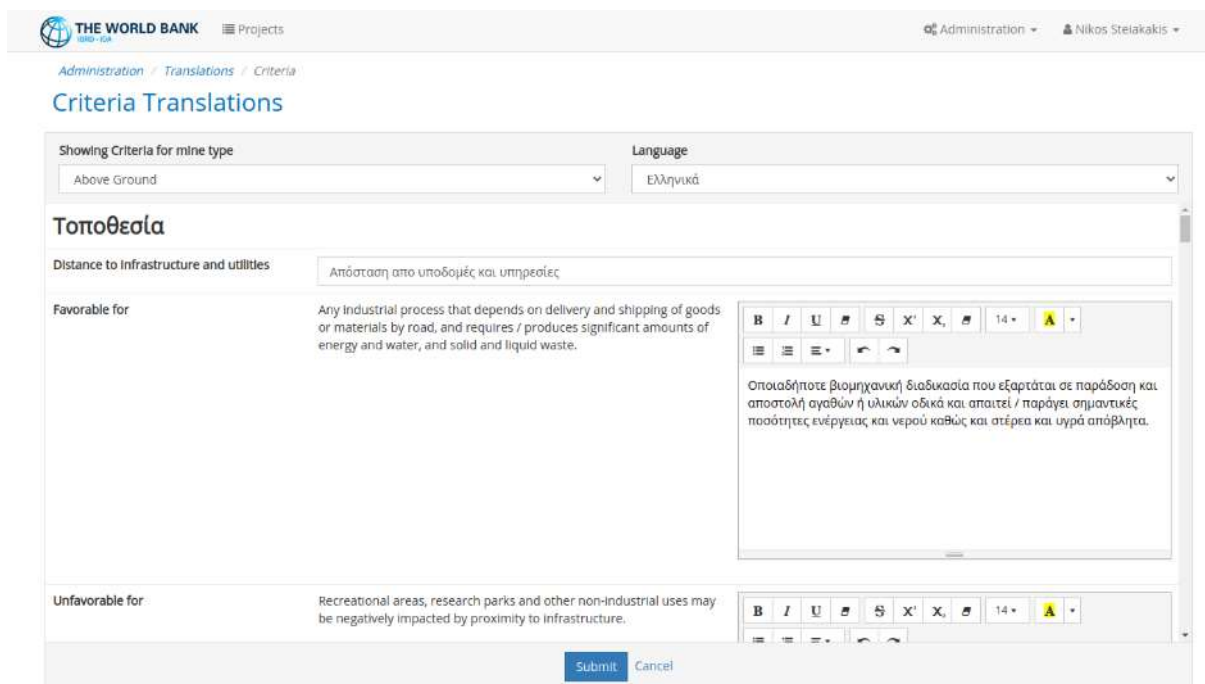 THE WORLD BANK
IBRD - IDA
Projects
Administration
Nikos Steiakakis
Administration / Translations / Criteria
Criteria Translations
Showing Criteria for mine type
Language
Above Ground
Ελληνικά
Τοποθεσία
Distance to infrastructure and utilities
Απόσταση απο υποδομές και υπηρεσίες
Favorable for
Any industrial process that depends on delivery and shipping of goods
or materials by road, and requires / produces significant amounts of
energy and water, and solid and liquid waste.
B I U S X' X, 14 A
Οποιαδήποτε βιομηχανική διαδικασία που εξαρτάται σε παράδοση και
αποστολή αγαθών ή υλικών οδικά και απαιτεί / παράγει σημαντικές
ποσότητες ενέργειας και νερού καθώς και στέρεα και υγρά απόβλητα.
Unfavorable for
Recreational areas, research parks and other non-industrial uses may
be negatively impacted by proximity to infrastructure.
B I U S X' X, 14 A
Submit Cancel